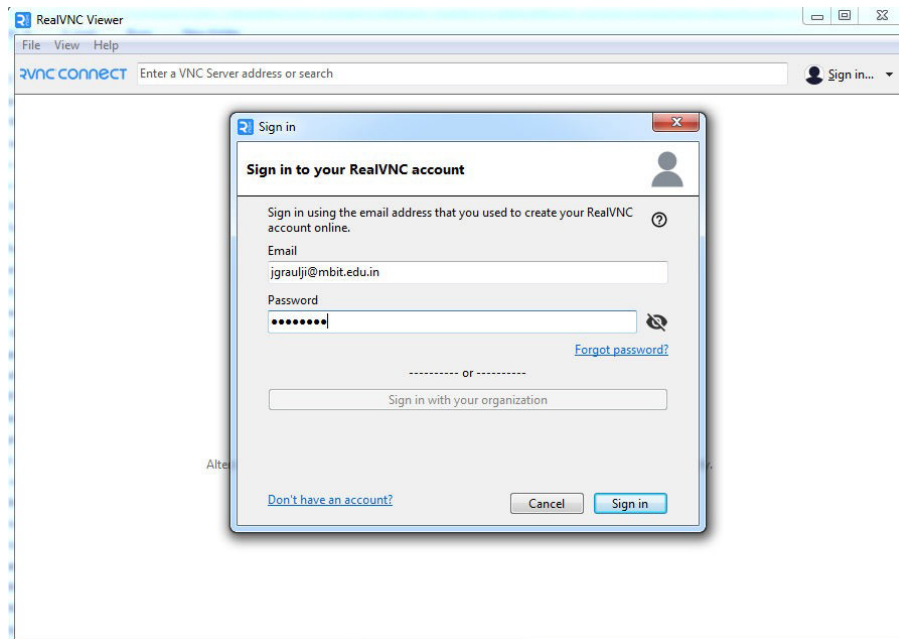 RealVNC Viewer
File View Help
RVNC CONNECT Enter a VNC Server address or search Sign in...
Sign in
Sign in to your RealVNC account
Sign in using the email address that you used to create your RealVNC
account online.
Email
jgraulji@mbit.edu.in
Password
••••••••
Forgot password?
---------- or ----------
Sign in with your organization
Don't have an account?
Cancel Sign in